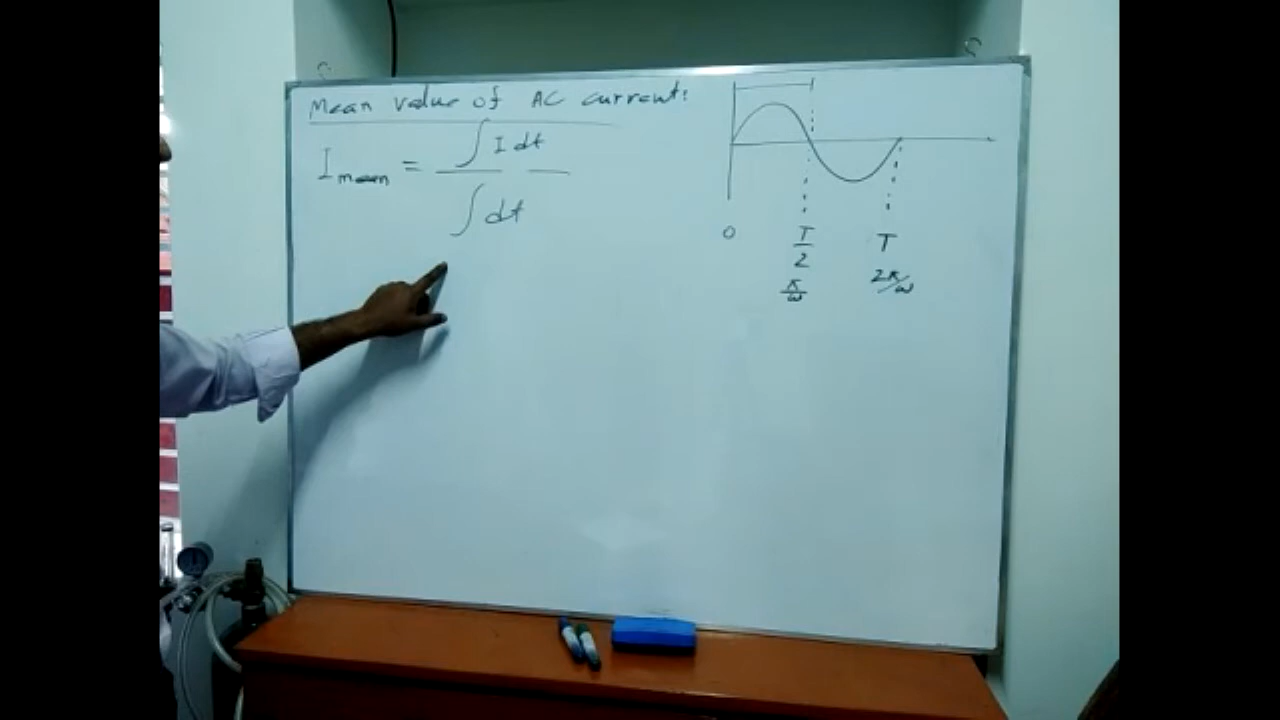 Mean value of AC current:
I mean = ∫ I dt
∫ dt
0 T/2 T
π/ω 2π/ω